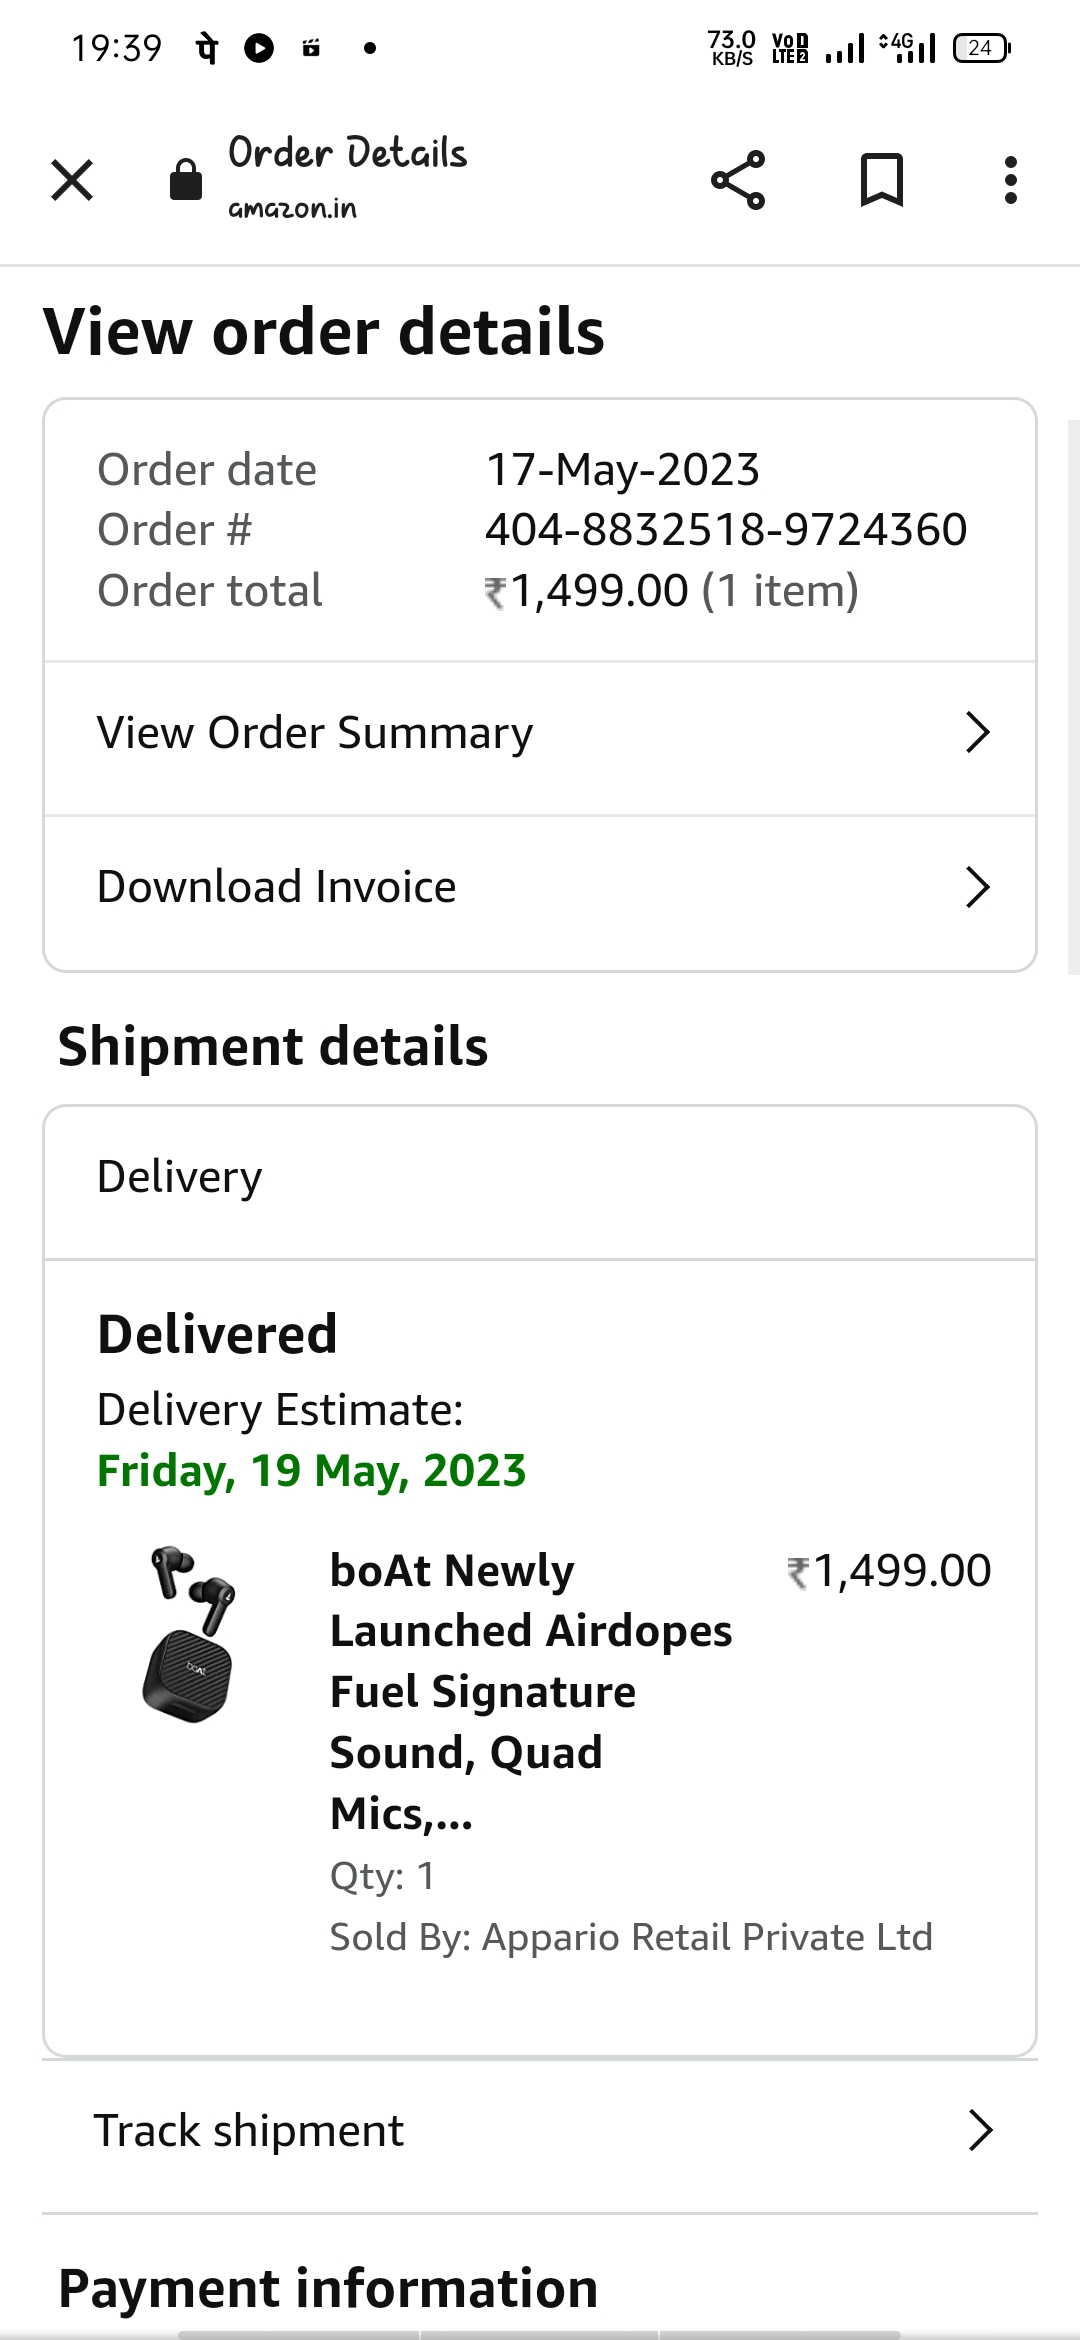 19:39 पे 73.0 KB/S VoD LTE2 4G 24
Order Details
amazon.in
View order details
Order date 17-May-2023
Order # 404-8832518-9724360
Order total ₹1,499.00 (1 item)
View Order Summary
Download Invoice
Shipment details
Delivery
Delivered
Delivery Estimate:
Friday, 19 May, 2023
boAt Newly ₹1,499.00
Launched Airdopes
Fuel Signature
Sound, Quad
Mics,...
boAt
Qty: 1
Sold By: Appario Retail Private Ltd
Track shipment
Payment information